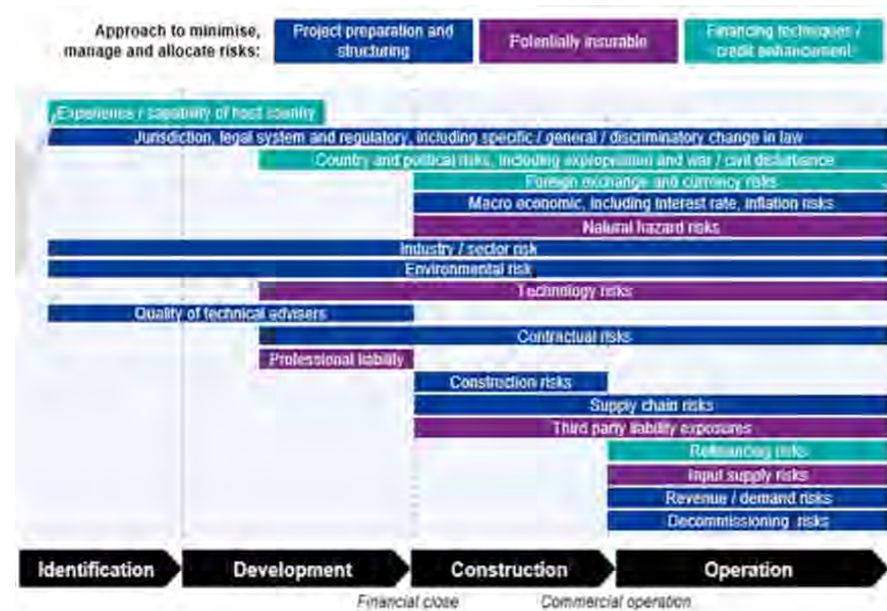 Approach to minimise,
manage and allocate risks:
Project preparation and
structuring
Potentially insurable
Financing techniques /
credit enhancement
Experience / capability of host country
Jurisdiction, legal system and regulatory, including specific / general / discriminatory change in law
Country and political risks, including expropriation and war / civil disturbance
Foreign exchange and currency risks
Macro economic, including interest rate, inflation risks
Natural hazard risks
Industry / sector risk
Environmental risk
Technology risks
Quality of technical advisers
Contractual risks
Professional liability
Construction risks
Supply chain risks
Third party liability exposures
Refinancing risks
Input supply risks
Revenue / demand risks
Decommissioning risks
Identification
Development
Construction
Operation
Financial close
Commercial operation